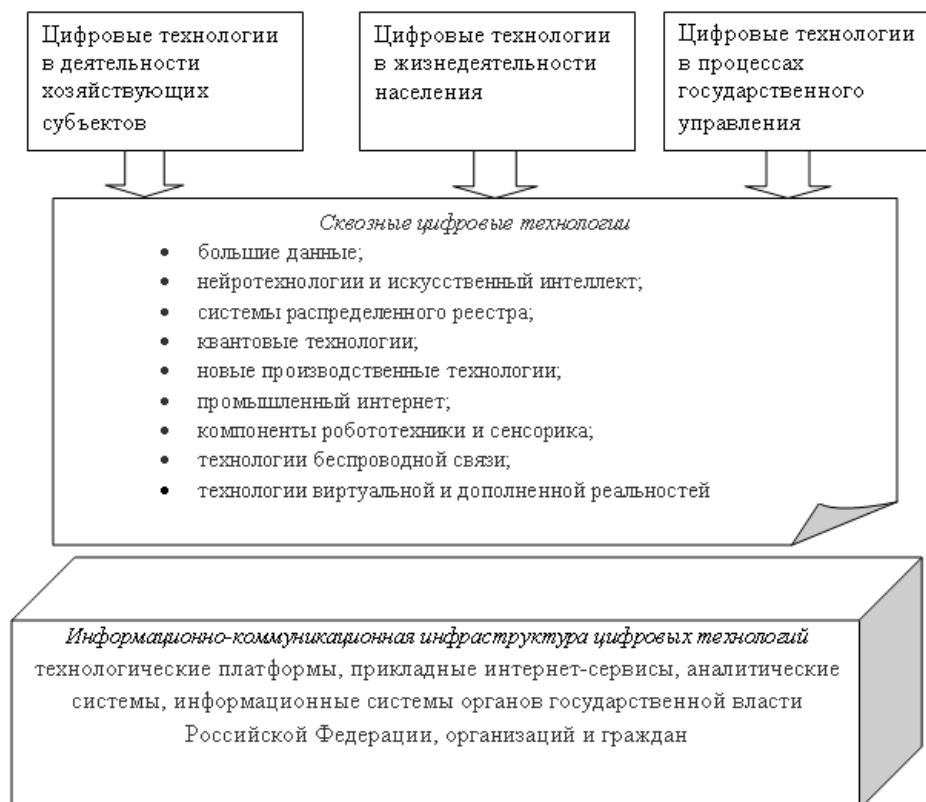 Цифровые технологии
в деятельности
хозяйствующих
субъектов
Цифровые технологии
в жизнедеятельности
населения
Цифровые технологии
в процессах
государственного
управления
Сквозные цифровые технологии
• большие данные;
• нейротехнологии и искусственный интеллект;
• системы распределенного реестра;
• квантовые технологии;
• новые производственные технологии;
• промышленный интернет;
• компоненты робототехники и сенсорика;
• технологии беспроводной связи;
• технологии виртуальной и дополненной реальностей
Информационно-коммуникационная инфраструктура цифровых технологий
технологические платформы, прикладные интернет-сервисы, аналитические
системы, информационные системы органов государственной власти
Российской Федерации, организаций и граждан